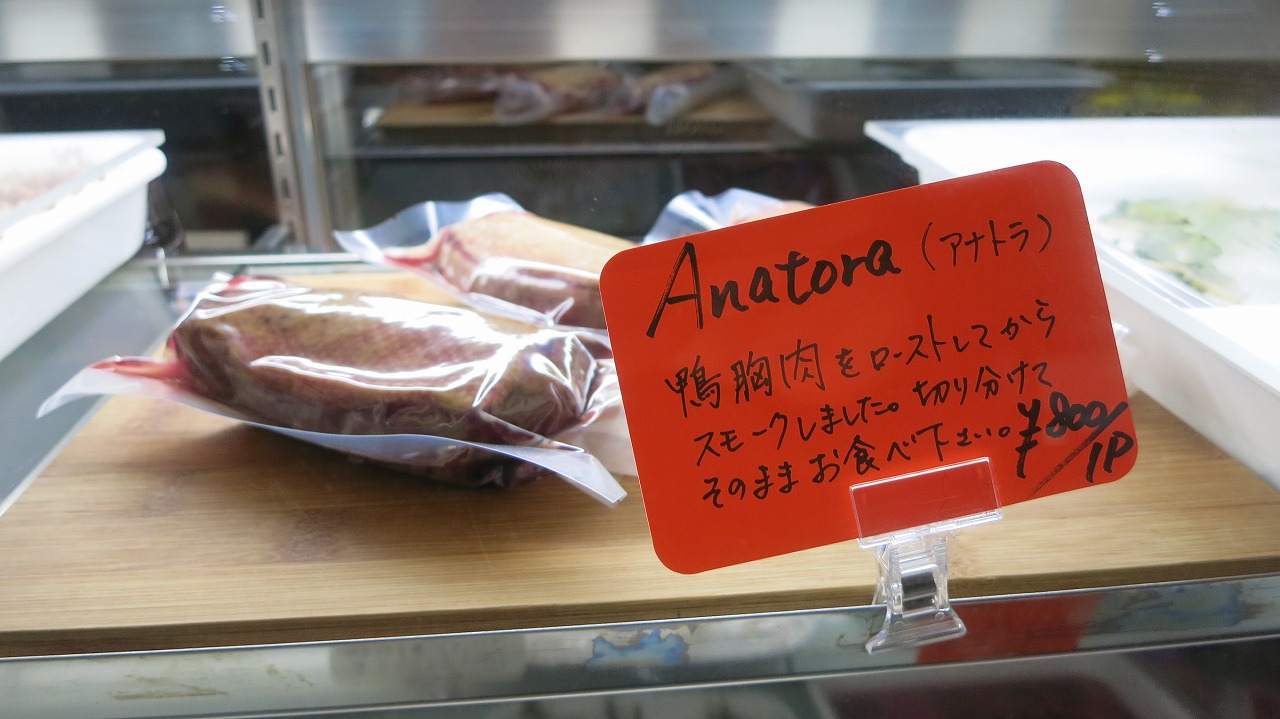 Anatora (アナトラ)
鴨胸肉をローストしてから
スモークしました。切り分けて
そのままお食べ下さい。
¥800/1P